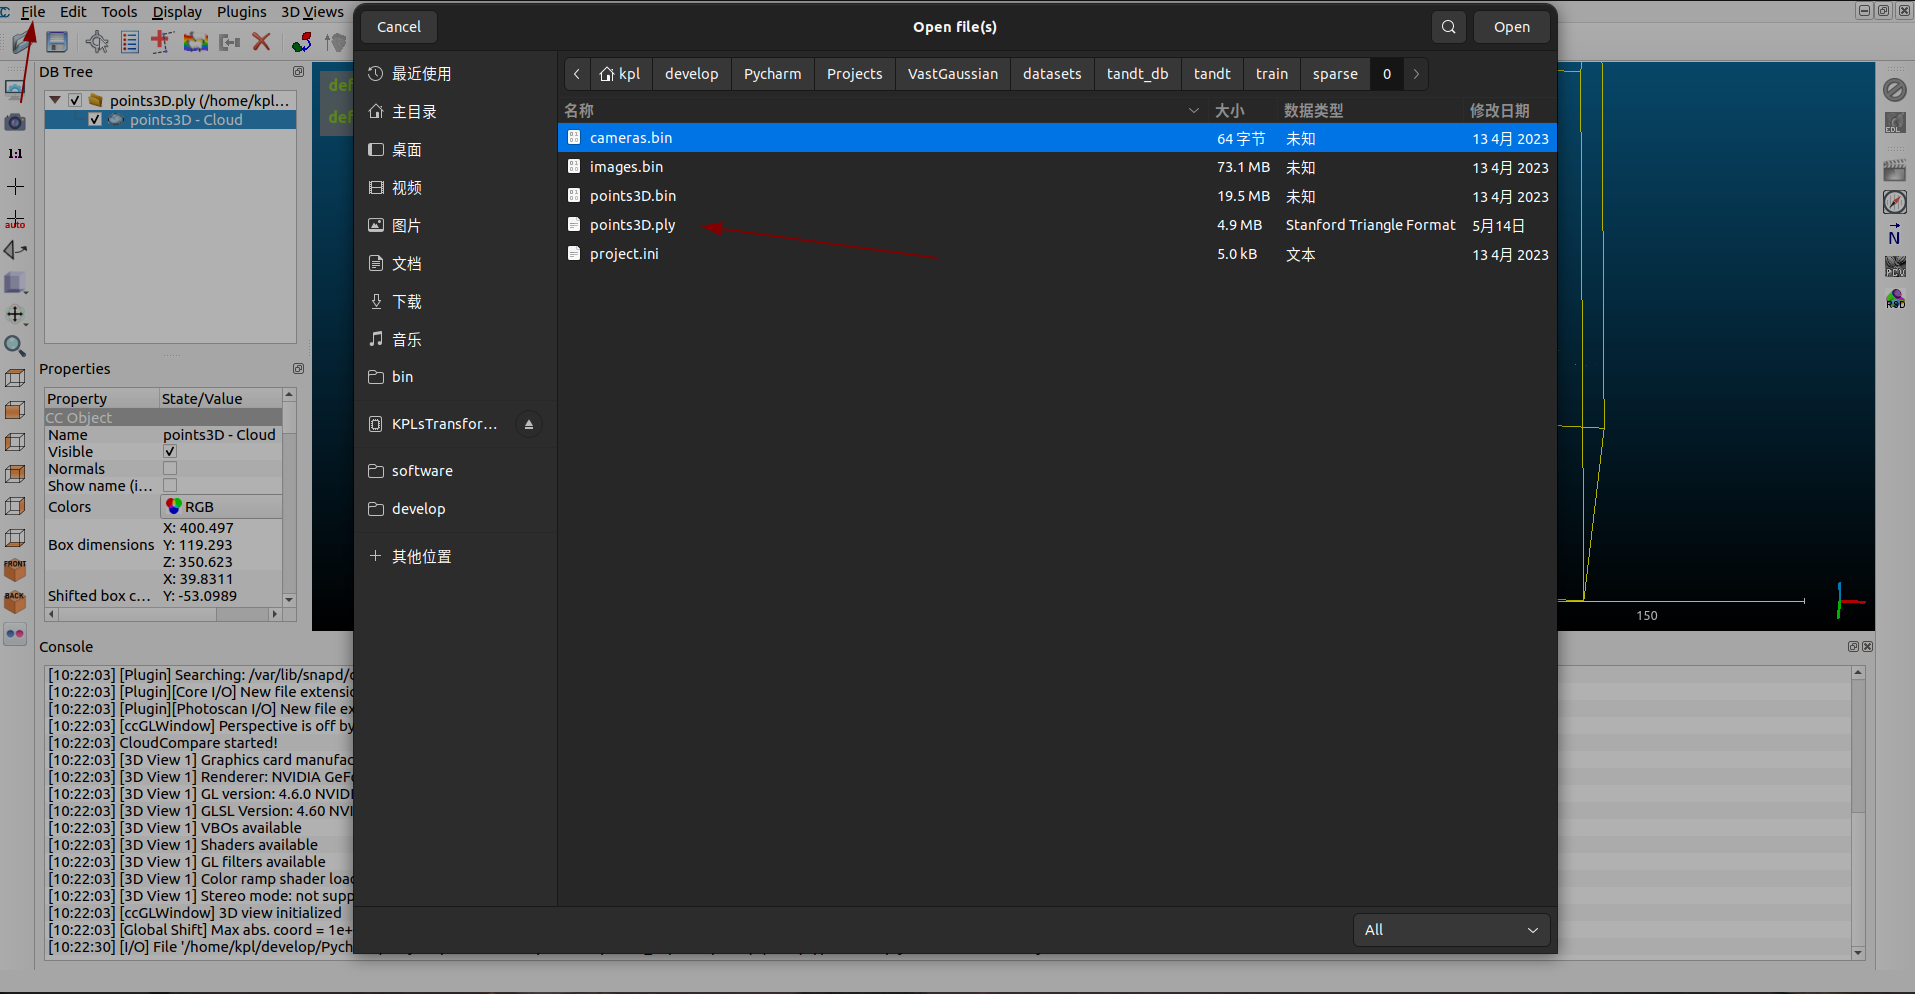 File Edit Tools Display Plugins 3D Views
Cancel
Open file(s)
Open
DB Tree
points3D.ply (/home/kpl...
points3D - Cloud
def
def
1:1
auto
FRONT
BACK
Properties
Property State/Value
CC Object
Name points3D - Cloud
Visible
Normals
Show name (i...
Colors RGB
Box dimensions
X: 400.497
Y: 119.293
Z: 350.623
Shifted box c...
X: 39.8311
Y: -53.0989
最近使用
主目录
桌面
视频
图片
文档
下载
音乐
bin
KPLsTransfor...
software
develop
其他位置
kpl develop Pycharm Projects VastGaussian datasets tandt_db tandt train sparse 0
名称 大小 数据类型 修改日期
cameras.bin 64 字节 未知 13 4月 2023
images.bin 73.1 MB 未知 13 4月 2023
points3D.bin 19.5 MB 未知 13 4月 2023
points3D.ply 4.9 MB Stanford Triangle Format 5月14日
project.ini 5.0 kB 文本 13 4月 2023
All
EDL
N
PCV
RSD
150
Console
[10:22:03] [Plugin] Searching: /var/lib/snapd/
[10:22:03] [Plugin][Core I/O] New file extensio
[10:22:03] [Plugin][Photoscan I/O] New file ex
[10:22:03] [ccGLWindow] Perspective is off by
[10:22:03] CloudCompare started!
[10:22:03] [3D View 1] Graphics card manufac
[10:22:03] [3D View 1] Renderer: NVIDIA GeFo
[10:22:03] [3D View 1] GL version: 4.6.0 NVIDI
[10:22:03] [3D View 1] GLSL Version: 4.60 NVI
[10:22:03] [3D View 1] VBOs available
[10:22:03] [3D View 1] Shaders available
[10:22:03] [3D View 1] GL filters available
[10:22:03] [3D View 1] Color ramp shader load
[10:22:03] [3D View 1] Stereo mode: not supp
[10:22:03] [ccGLWindow] 3D view initialized
[10:22:03] [Global Shift] Max abs. coord = 1e+
[10:22:30] [I/O] File '/home/kpl/develop/Pych